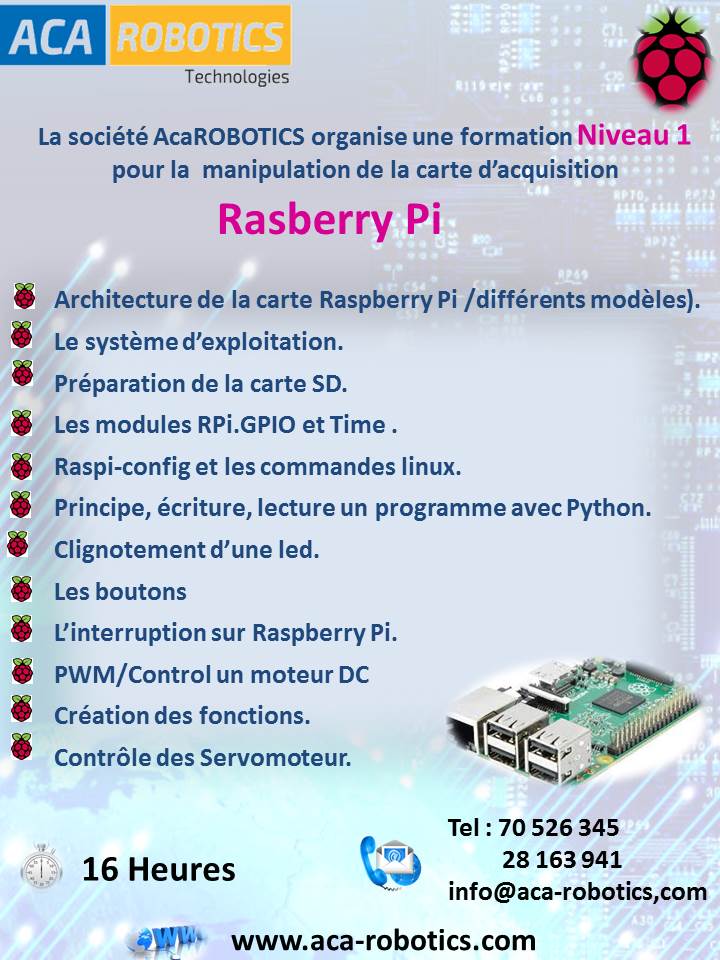 ACA ROBOTICS
Technologies
La société AcaROBOTICS organise une formation Niveau 1
pour la manipulation de la carte d'acquisition
Rasberry Pi
Architecture de la carte Raspberry Pi /différents modèles).
Le système d'exploitation.
Préparation de la carte SD.
Les modules RPi.GPIO et Time .
Raspi-config et les commandes linux.
Principe, écriture, lecture un programme avec Python.
Clignotement d'une led.
Les boutons
L'interruption sur Raspberry Pi.
PWM/Control un moteur DC
Création des fonctions.
Contrôle des Servomoteur.
16 Heures
Tel : 70 526 345
28 163 941
info@aca-robotics,com
www.aca-robotics.com